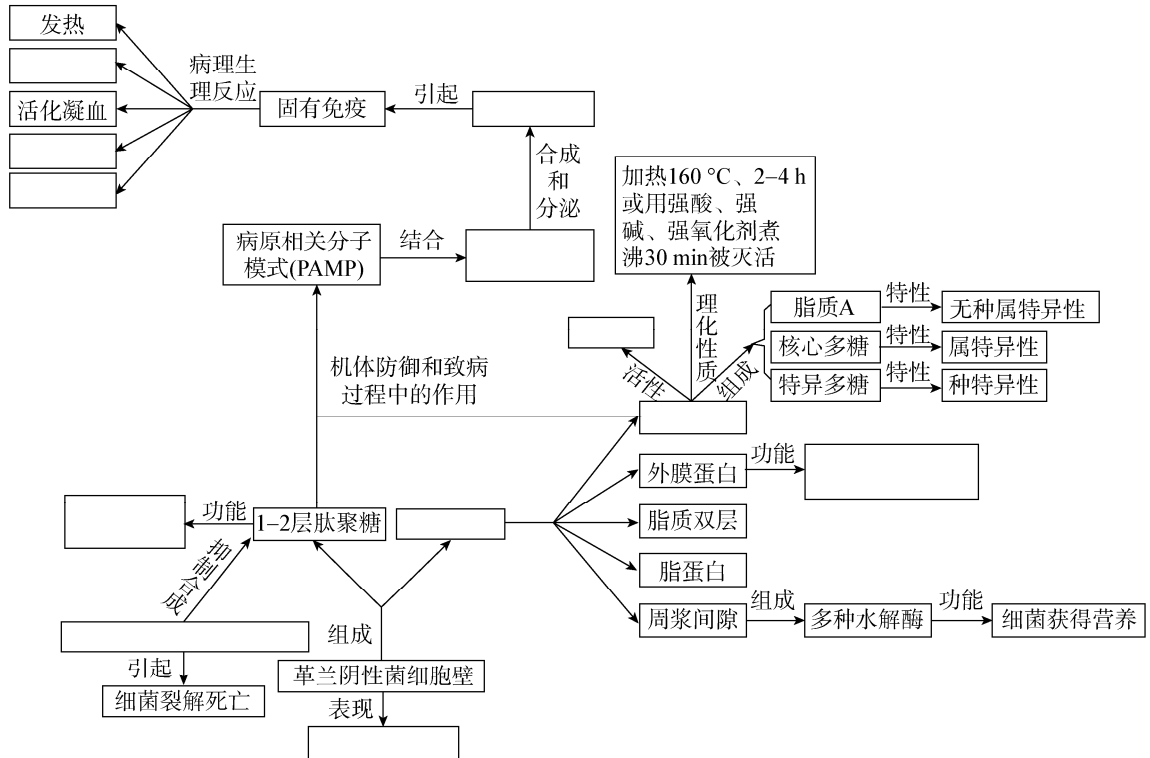 发热
病理生
理反应
活化凝血
固有免疫
引起
合成
和
分泌
加热160 °C、2–4 h
或用强酸、强
碱、强氧化剂煮
沸30 min被灭活
病原相关分子
模式(PAMP)
结合
理化性质
脂质A
特性
无种属特异性
核心多糖
特性
属特异性
特异多糖
特性
种特异性
活性
组成
机体防御和致病
过程中的作用
外膜蛋白
功能
功能
1–2层肽聚糖
脂质双层
抑制合成
脂蛋白
周浆间隙
组成
多种水解酶
功能
细菌获得营养
组成
引起
革兰阴性菌细胞壁
细菌裂解死亡
表现